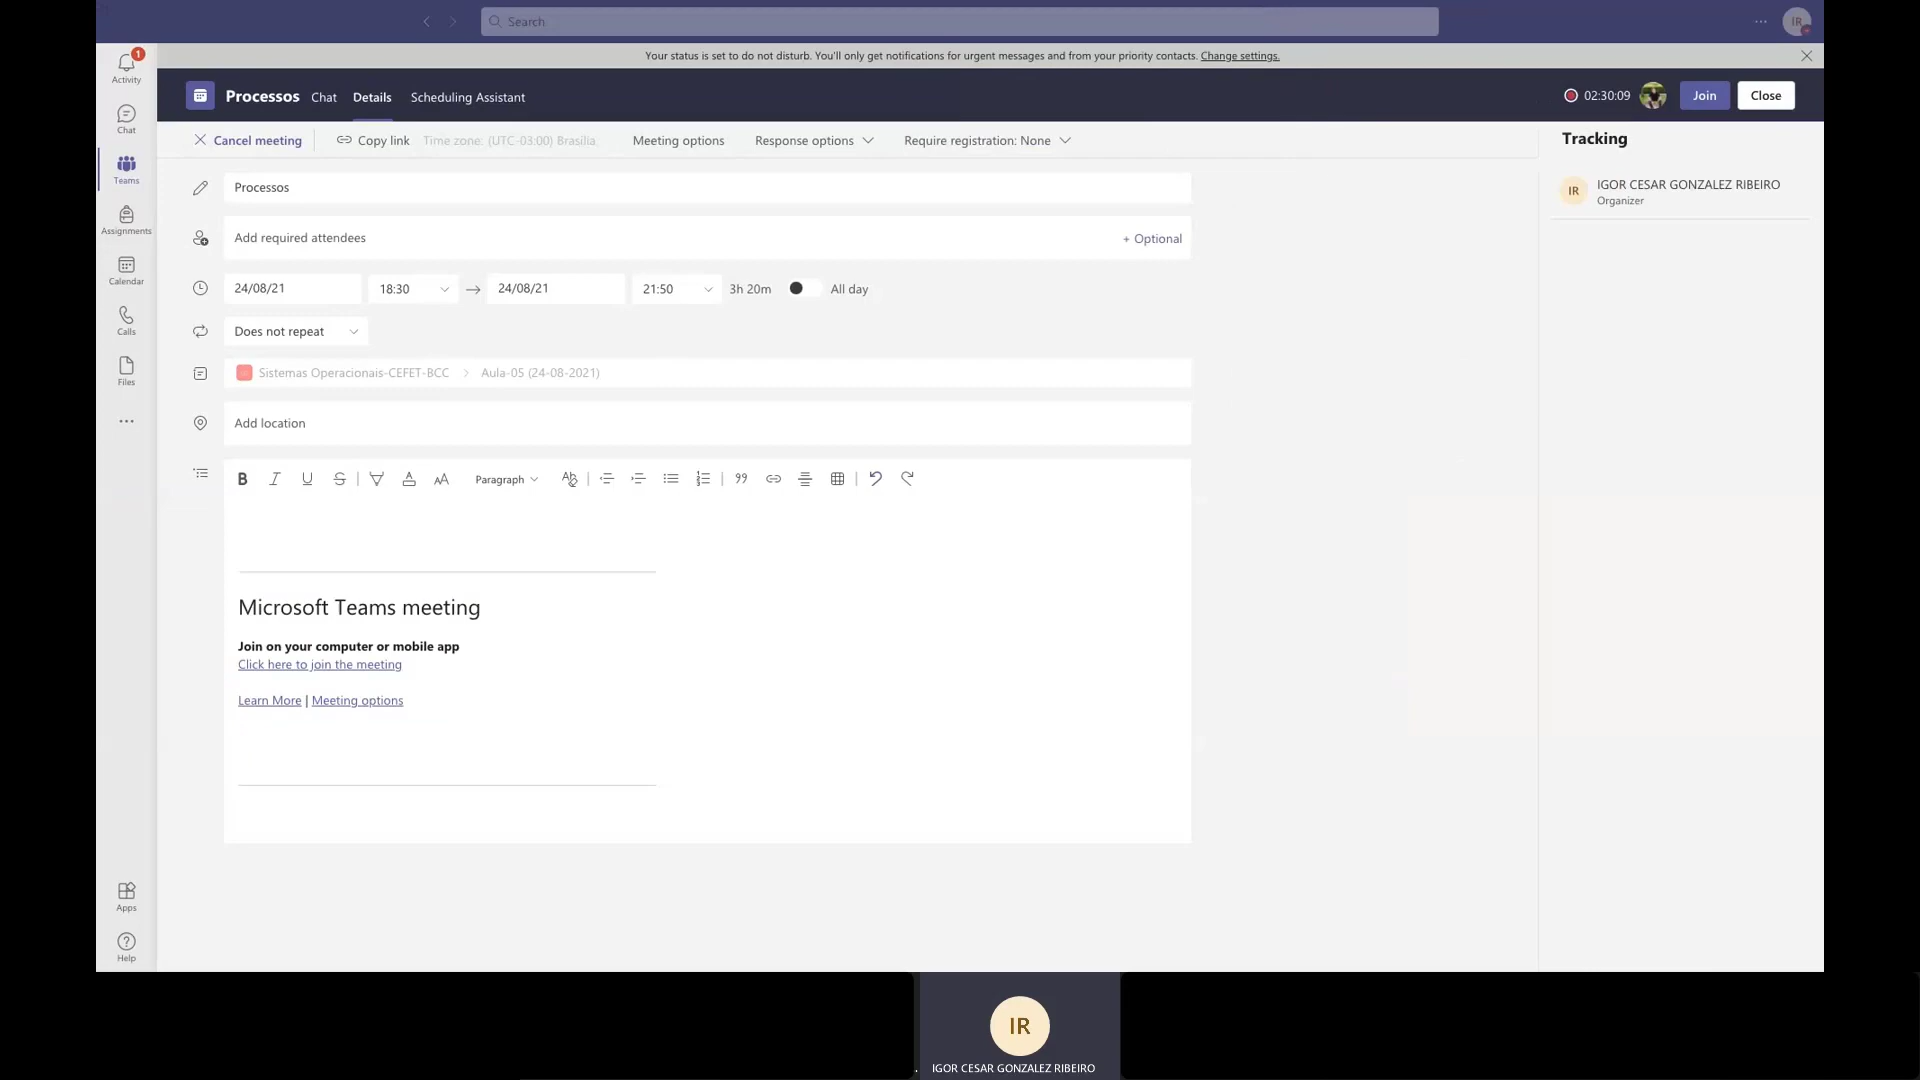 Search
IR
Your status is set to do not disturb. You'll only get notifications for urgent messages and from your priority contacts. Change settings.
1
Activity
Chat
Teams
Assignments
Calendar
Calls
Files
Apps
Help
Processos Chat Details Scheduling Assistant
02:30:09 Join Close
Cancel meeting Copy link Time zone: (UTC-03:00) Brasilia Meeting options Response options Require registration: None
Processos
Add required attendees + Optional
24/08/21 18:30 24/08/21 21:50 3h 20m All day
Does not repeat
Sistemas Operacionais-CEFET-BCC > Aula-05 (24-08-2021)
Add location
B I U S A AA Paragraph
Microsoft Teams meeting
Join on your computer or mobile app
Click here to join the meeting
Learn More | Meeting options
Tracking
IR
IGOR CESAR GONZALEZ RIBEIRO
Organizer
IR
IGOR CESAR GONZALEZ RIBEIRO